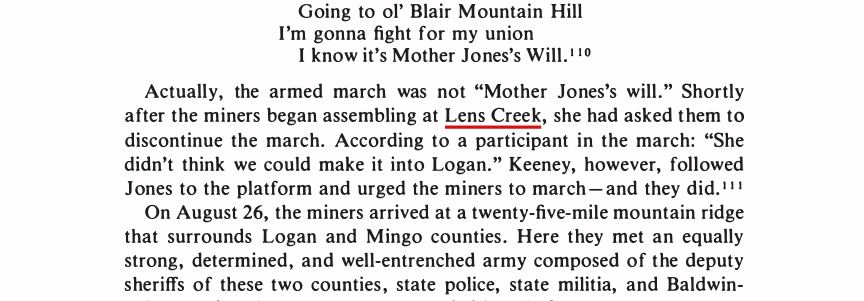 Going to ol' Blair Mountain Hill
I'm gonna fight for my union
I know it's Mother Jones's Will.¹¹⁰
Actually, the armed march was not “Mother Jones's will.” Shortly
after the miners began assembling at Lens Creek, she had asked them to
discontinue the march. According to a participant in the march: “She
didn't think we could make it into Logan.” Keeney, however, followed
Jones to the platform and urged the miners to march—and they did.¹¹¹
On August 26, the miners arrived at a twenty-five-mile mountain ridge
that surrounds Logan and Mingo counties. Here they met an equally
strong, determined, and well-entrenched army composed of the deputy
sheriffs of these two counties, state police, state militia, and Baldwin-